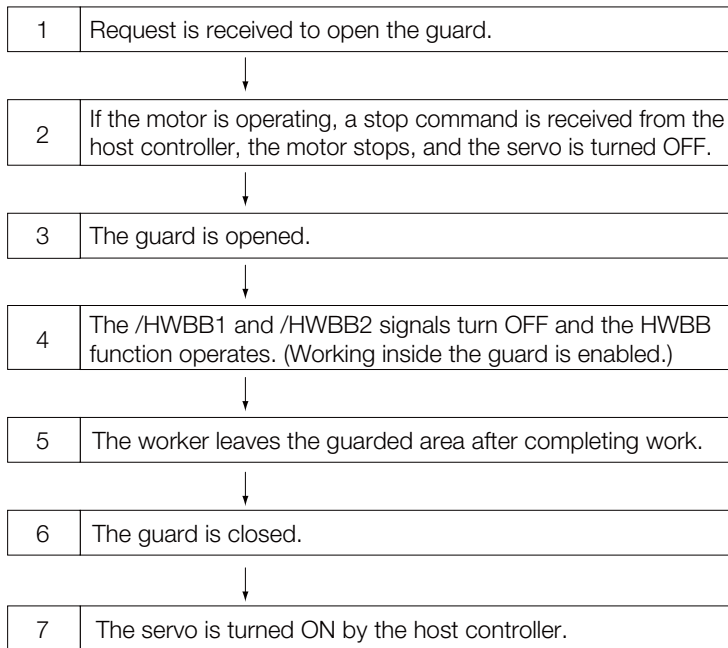 1
Request is received to open the guard.
2
If the motor is operating, a stop command is received from the
host controller, the motor stops, and the servo is turned OFF.
3
The guard is opened.
4
The /HWBB1 and /HWBB2 signals turn OFF and the HWBB
function operates. (Working inside the guard is enabled.)
5
The worker leaves the guarded area after completing work.
6
The guard is closed.
7
The servo is turned ON by the host controller.